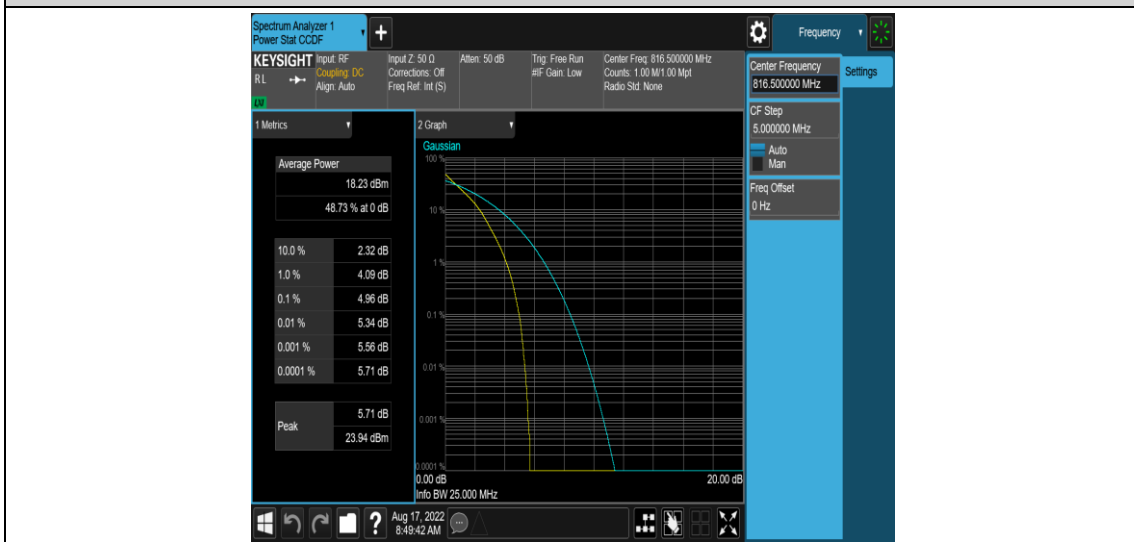 Spectrum Analyzer 1
Power Stat CCDF
+
Frequency
KEYSIGHT
RL
Input: RF
Coupling: DC
Align: Auto
Input Z: 50 Ω
Corrections: Off
Freq Ref: Int (S)
Atten: 50 dB
Trig: Free Run
#IF Gain: Low
Center Freq: 816.500000 MHz
Counts: 1.00 M/1.00 Mpt
Radio Std: None
Center Frequency
816.500000 MHz
Settings
CF Step
5.000000 MHz
Auto
Man
Freq Offset
0 Hz
1 Metrics
Average Power
18.23 dBm
48.73 % at 0 dB
10.0 % 2.32 dB
1.0 % 4.09 dB
0.1 % 4.96 dB
0.01 % 5.34 dB
0.001 % 5.56 dB
0.0001 % 5.71 dB
Peak
5.71 dB
23.94 dBm
2 Graph
Gaussian
100 %
10 %
1 %
0.1 %
0.01 %
0.001 %
0.0001 %
0.00 dB
20.00 dB
Info BW 25.000 MHz
?
Aug 17, 2022
8:49:42 AM